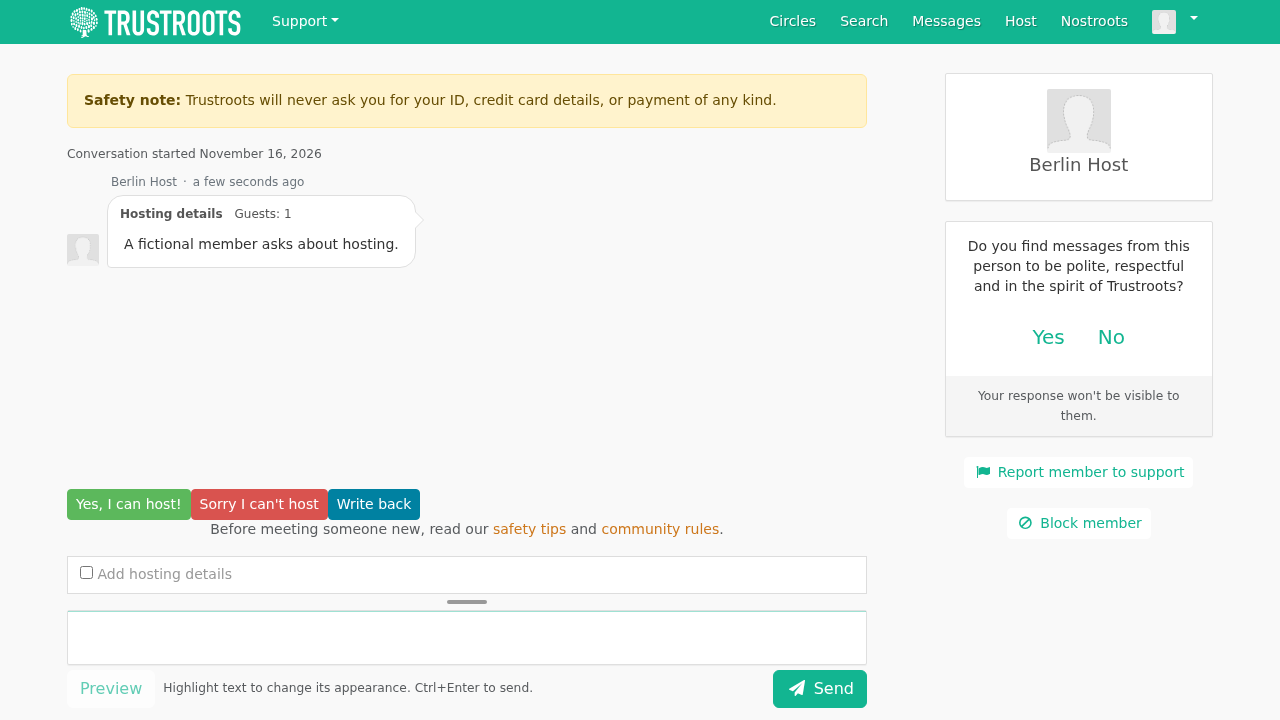 TRUSTROOTS Support Circles Search Messages Host Nostroots
Safety note: Trustroots will never ask you for your ID, credit card details, or payment of any kind.
Conversation started November 16, 2026
Berlin Host · a few seconds ago
Hosting details Guests: 1
A fictional member asks about hosting.
Yes, I can host! Sorry I can't host Write back
Before meeting someone new, read our safety tips and community rules.
Add hosting details
Preview Highlight text to change its appearance. Ctrl+Enter to send. Send
Berlin Host
Do you find messages from this
person to be polite, respectful
and in the spirit of Trustroots?
Yes No
Your response won't be visible to
them.
Report member to support
Block member